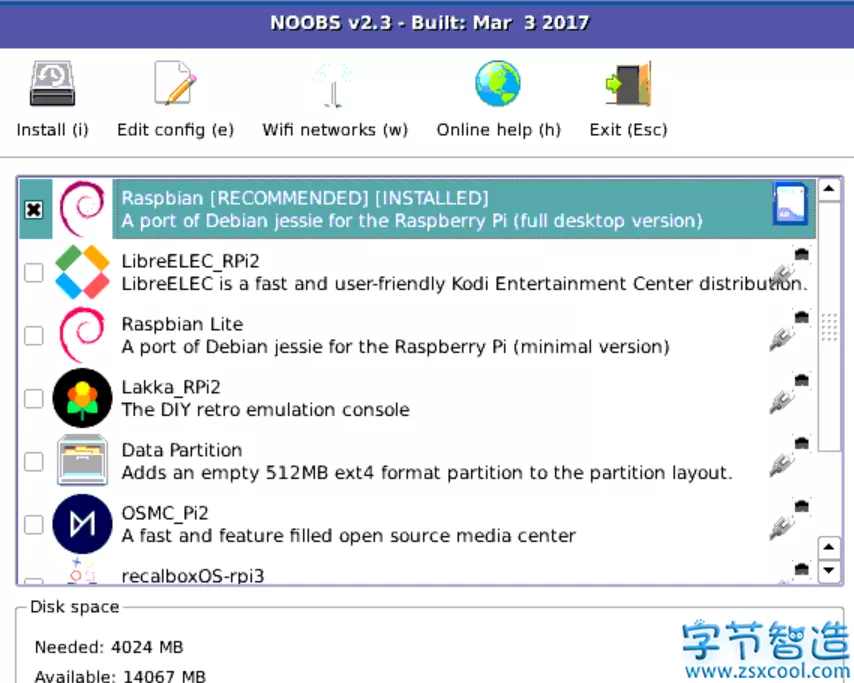 NOOBS v2.3 - Built: Mar  3 2017
Install (i)
Edit config (e)
Wifi networks (w)
Online help (h)
Exit (Esc)
Raspbian [RECOMMENDED] [INSTALLED]
A port of Debian jessie for the Raspberry Pi (full desktop version)
LibreELEC_RPi2
LibreELEC is a fast and user-friendly Kodi Entertainment Center distribution.
Raspbian Lite
A port of Debian jessie for the Raspberry Pi (minimal version)
Lakka_RPi2
The DIY retro emulation console
Data Partition
Adds an empty 512MB ext4 format partition to the partition layout.
OSMC_Pi2
A fast and feature filled open source media center
recalboxOS-rpi3
Disk space
Needed: 4024 MB
Available: 14067 MB
字节智造
www.zsxcool.com